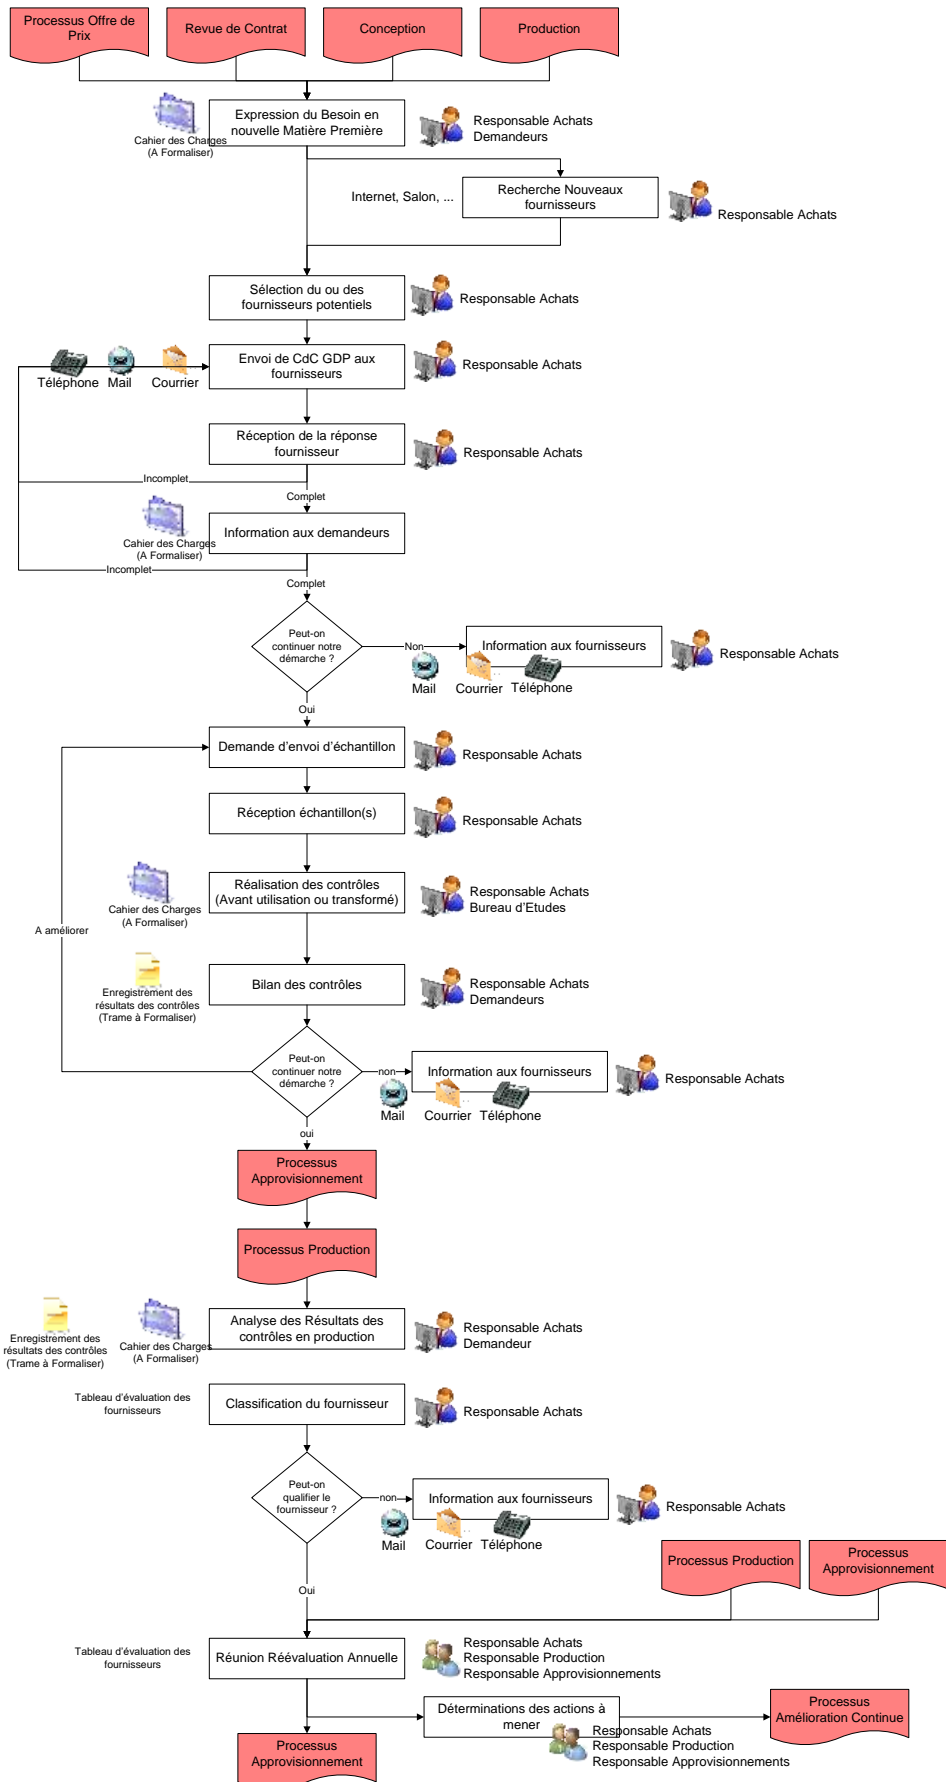 Processus Offre de
Prix
Revue de Contrat
Conception
Production
Expression du Besoin en
nouvelle Matière Première
Cahier des Charges
(A Formaliser)
Responsable Achats
Demandeurs
Internet, Salon, ...
Recherche Nouveaux
fournisseurs
Responsable Achats
Sélection du ou des
fournisseurs potentiels
Responsable Achats
Téléphone
Mail
Courrier
Envoi de CdC GDP aux
fournisseurs
Responsable Achats
Réception de la réponse
fournisseur
Responsable Achats
Incomplet
Complet
Cahier des Charges
(A Formaliser)
Information aux demandeurs
Incomplet
Complet
Peut-on
continuer notre
démarche ?
Non
Information aux fournisseurs
Responsable Achats
Mail
Courrier
Téléphone
Oui
Demande d'envoi d'échantillon
Responsable Achats
Réception échantillon(s)
Responsable Achats
Cahier des Charges
(A Formaliser)
Réalisation des contrôles
(Avant utilisation ou transformé)
Responsable Achats
Bureau d'Etudes
A améliorer
Enregistrement des
résultats des contrôles
(Trame à Formaliser)
Bilan des contrôles
Responsable Achats
Demandeurs
Peut-on
continuer notre
démarche ?
non
Information aux fournisseurs
Responsable Achats
Mail
Courrier
Téléphone
oui
Processus
Approvisionnement
Processus Production
Enregistrement des
résultats des contrôles
(Trame à Formaliser)
Cahier des Charges
(A Formaliser)
Analyse des Résultats des
contrôles en production
Responsable Achats
Demandeur
Tableau d'évaluation des
fournisseurs
Classification du fournisseur
Responsable Achats
Peut-on
qualifier le
fournisseur ?
non
Information aux fournisseurs
Responsable Achats
Mail
Courrier
Téléphone
Oui
Processus Production
Processus
Approvisionnement
Tableau d'évaluation des
fournisseurs
Réunion Réévaluation Annuelle
Responsable Achats
Responsable Production
Responsable Approvisionnements
Déterminations des actions à
mener
Responsable Achats
Responsable Production
Responsable Approvisionnements
Processus
Amélioration Continue
Processus
Approvisionnement